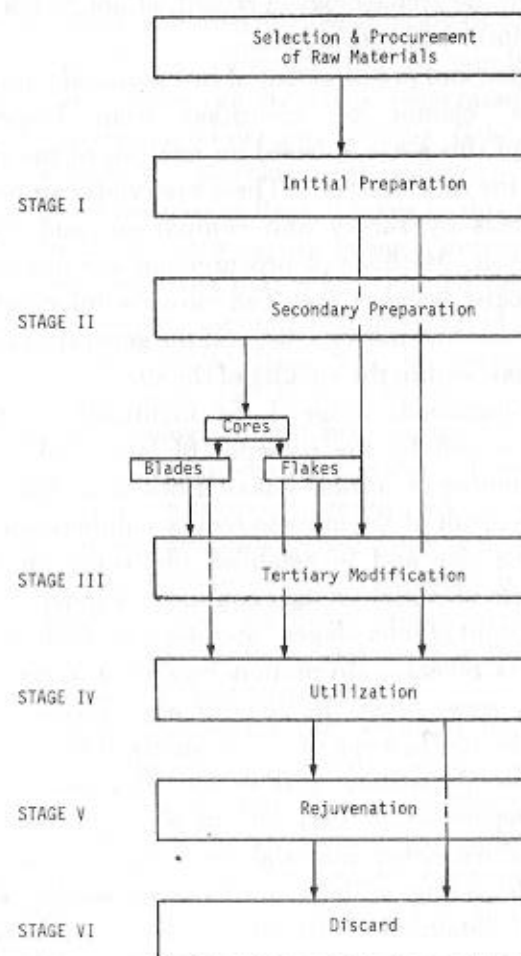 Selection & Procurement
of Raw Materials
Initial Preparation
STAGE I
Secondary Preparation
STAGE II
Cores
Blades
Flakes
STAGE III
Tertiary Modification
STAGE IV
Utilization
STAGE V
Rejuvenation
STAGE VI
Discard